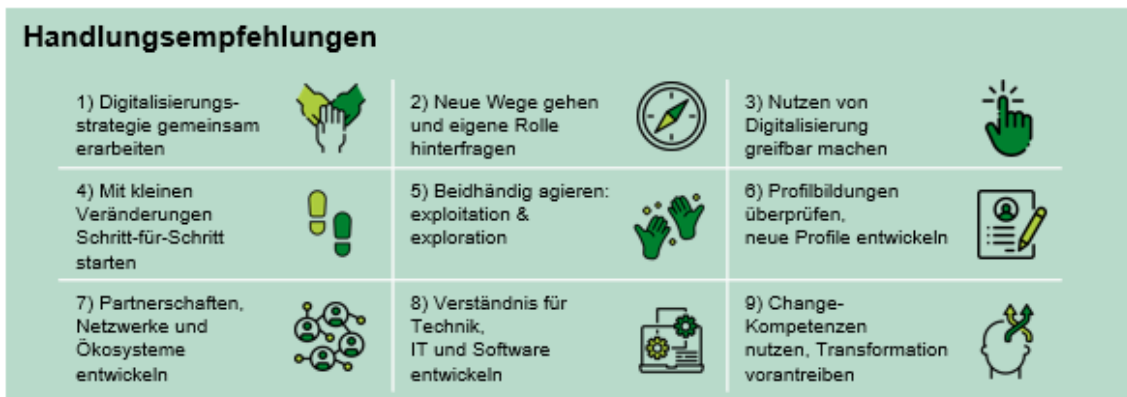 Handlungsempfehlungen
1) Digitalisierungs-
strategie gemeinsam
erarbeiten
2) Neue Wege gehen
und eigene Rolle
hinterfragen
3) Nutzen von
Digitalisierung
greifbar machen
4) Mit kleinen
Veränderungen
Schritt-für-Schritt
starten
5) Beidhändig agieren:
exploitation &
exploration
6) Profilbildungen
überprüfen,
neue Profile entwickeln
7) Partnerschaften,
Netzwerke und
Ökosysteme
entwickeln
8) Verständnis für
Technik,
IT und Software
entwickeln
9) Change-
Kompetenzen
nutzen, Transformation
vorantreiben